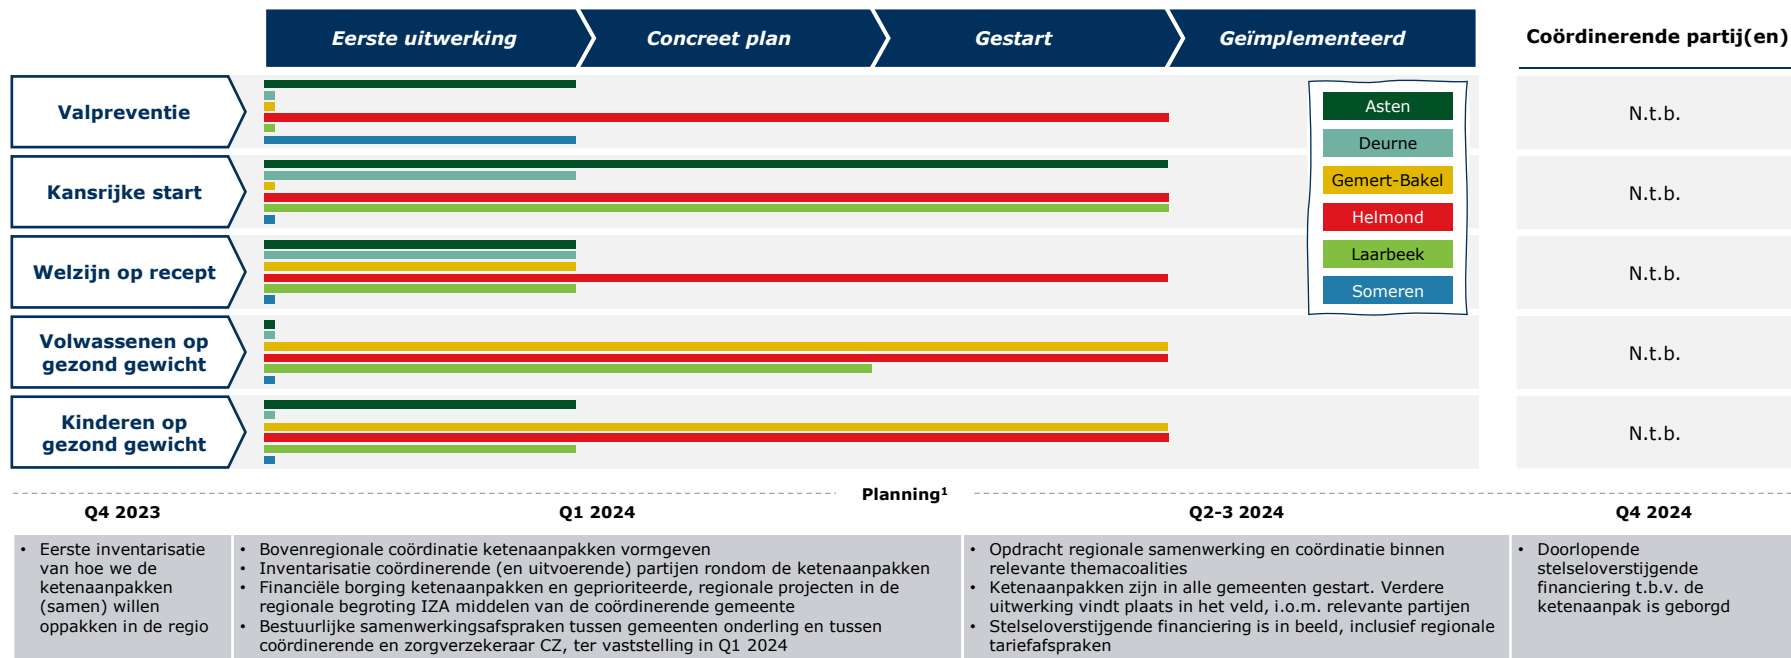 Eerste uitwerking
Concreet plan
Gestart
Geïmplementeerd
Coördinerende partij(en)
Valpreventie
N.t.b.
Kansrijke start
N.t.b.
Welzijn op recept
N.t.b.
Volwassenen op
gezond gewicht
N.t.b.
Kinderen op
gezond gewicht
N.t.b.
Asten
Deurne
Gemert-Bakel
Helmond
Laarbeek
Someren
Planning¹
Q4 2023
Q1 2024
Q2-3 2024
Q4 2024
• Eerste inventarisatie
van hoe we de
ketenaanpakken
(samen) willen
oppakken in de regio
• Bovenregionale coördinatie ketenaanpakken vormgeven
• Inventarisatie coördinerende (en uitvoerende) partijen rondom de ketenaanpakken
• Financiële borging ketenaanpakken en geprioriteerde, regionale projecten in de
regionale begroting IZA middelen van de coördinerende gemeente
• Bestuurlijke samenwerkingsafspraken tussen gemeenten onderling en tussen
coördinerende en zorgverzekeraar CZ, ter vaststelling in Q1 2024
• Opdracht regionale samenwerking en coördinatie binnen
relevante themacoalities
• Ketenaanpakken zijn in alle gemeenten gestart. Verdere
uitwerking vindt plaats in het veld, i.o.m. relevante partijen
• Stelseloverstijgende financiering is in beeld, inclusief regionale
tariefafspraken
• Doorlopende
stelseloverstijgende
financiering t.b.v. de
ketenaanpak is geborgd